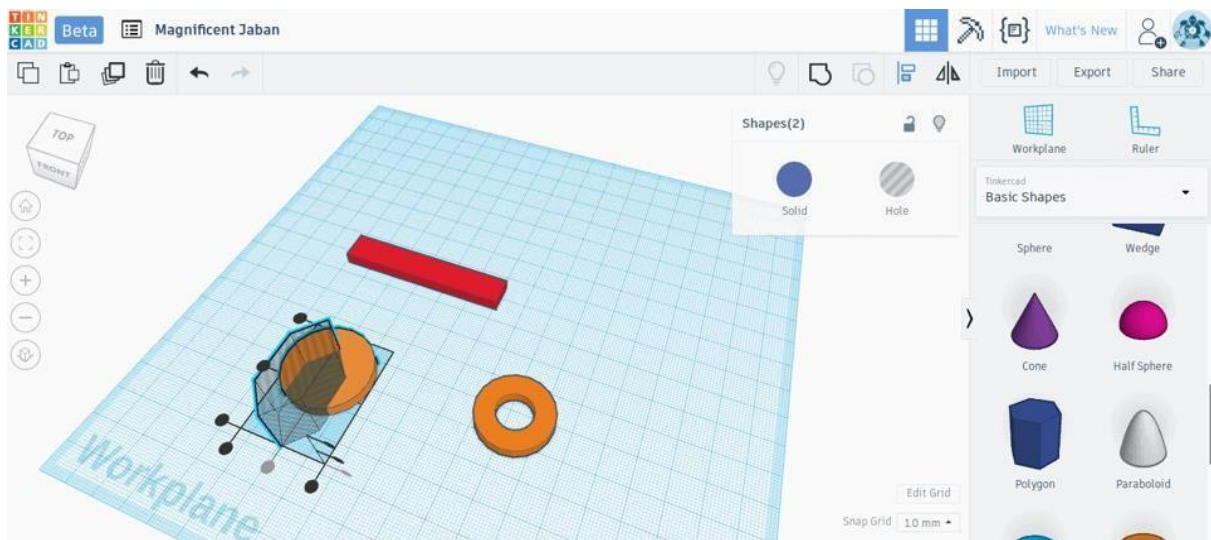 TIN
KER
CAD
Beta
Magnificent Jaban
What's New
Import
Export
Share
TOP
FRONT
Shapes(2)
Solid
Hole
Workplane
Ruler
Tinkercad
Basic Shapes
Sphere
Wedge
Cone
Half Sphere
Polygon
Paraboloid
Workplane
Edit Grid
Snap Grid
1.0 mm